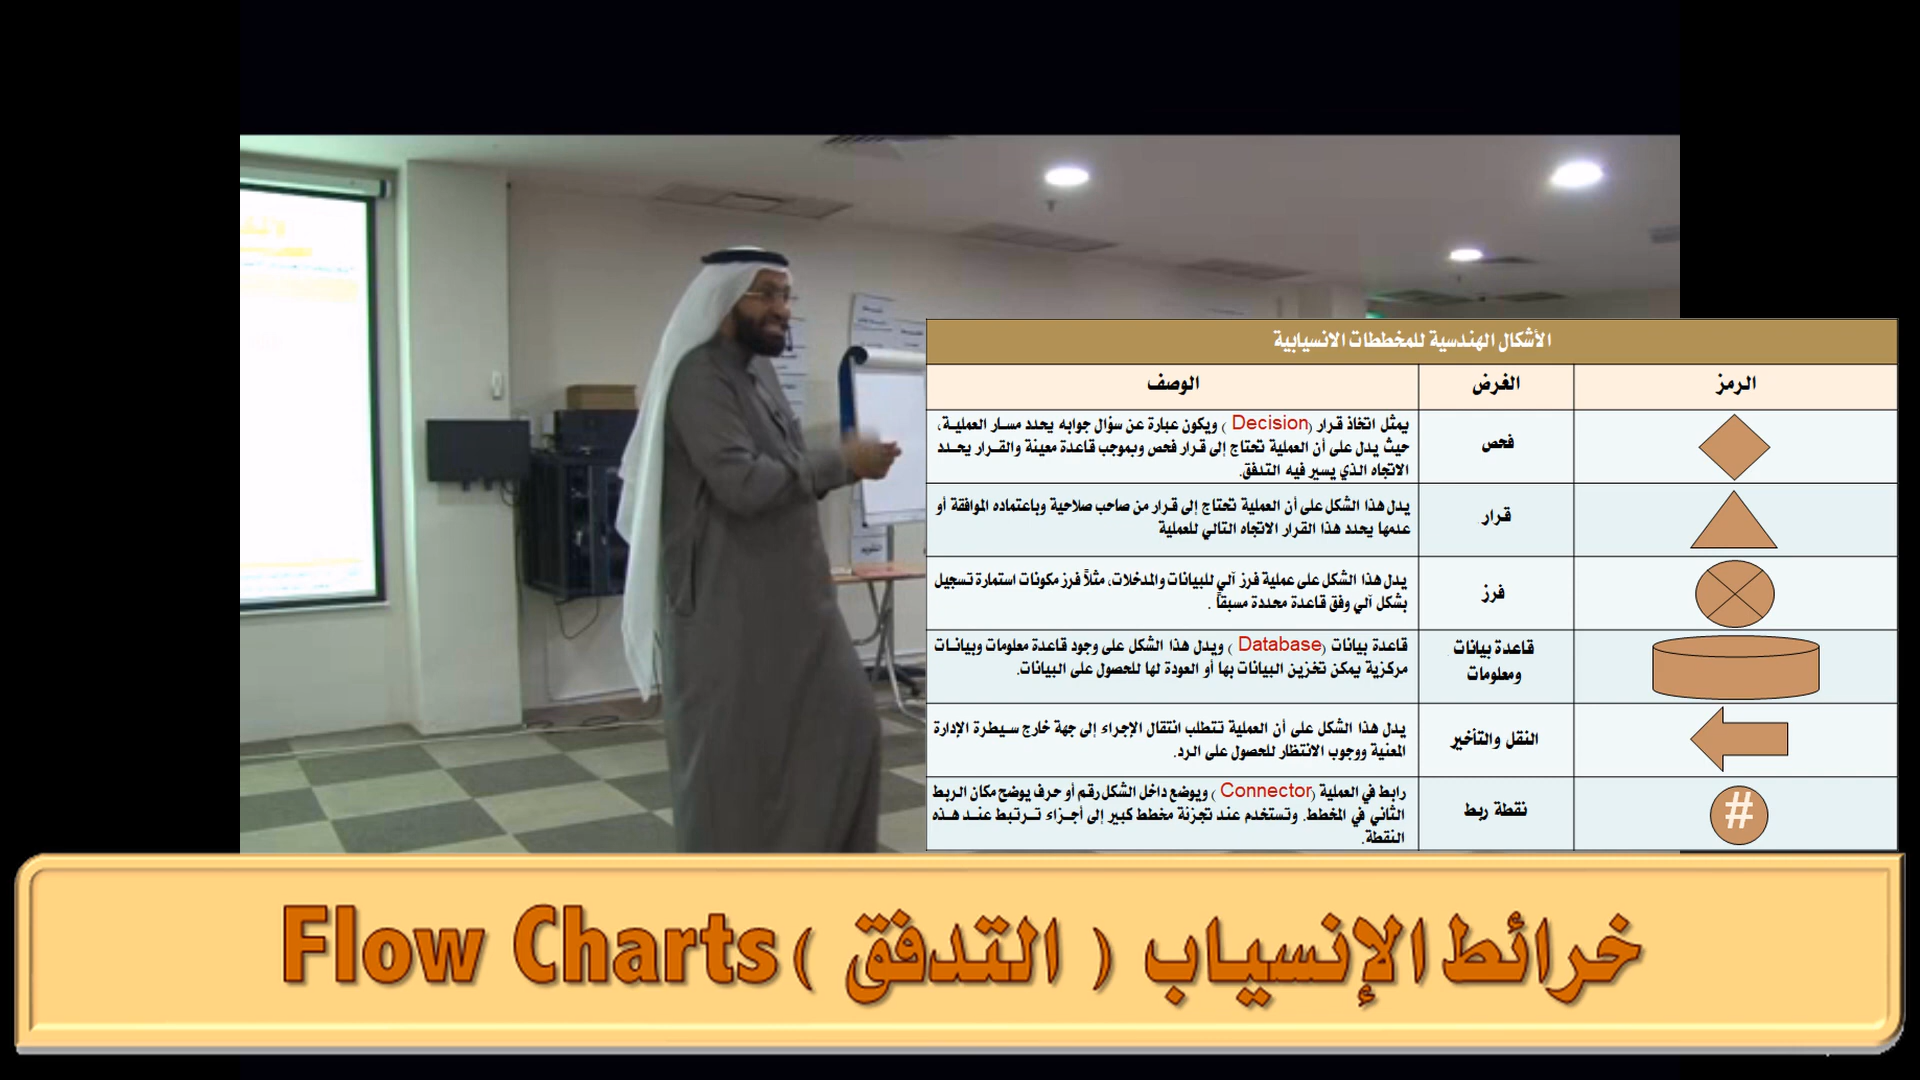 الأشكال الهندسية للمخططات الانسيابية
الرمز
الغرض
الوصف
فحص
يمثل اتخاذ قرار (Decision) ويكون عبارة عن سؤال جوابه يحدد مسار العملية،
حيث يدل على أن العملية تحتاج إلى قرار فحص وبموجب قاعدة معينة والقرار يحدد
الاتجاه الذي يسير فيه التدفق.
قرار
يدل هذا الشكل على أن العملية تحتاج إلى قرار من صاحب صلاحية وباعتماده الموافقة أو
عدمها يحدد هذا القرار الاتجاه التالي للعملية
فرز
يدل هذا الشكل على عملية فرز آلي للبيانات والمدخلات، مثلاً فرز مكونات استمارة تسجيل
بشكل آلي وفق قاعدة محددة مسبقاً .
قاعدة بيانات
ومعلومات
قاعدة بيانات (Database) ويدل هذا الشكل على وجود قاعدة معلومات وبيانات
مركزية يمكن تخزين البيانات بها أو العودة لها للحصول على البيانات.
النقل والتأخير
يدل هذا الشكل على أن العملية تتطلب انتقال الإجراء إلى جهة خارج سيطرة الإدارة
المعنية ووجوب الانتظار للحصول على الرد.
#
نقطة ربط
رابط في العملية (Connector) ويوضع داخل الشكل رقم أو حرف يوضح مكان الربط
الثاني في المخطط. وتستخدم عند تجزئة مخطط كبير إلى أجزاء ترتبط عند هذه
النقطة.
خرائط الإنسياب ( التدفق ) Flow Charts